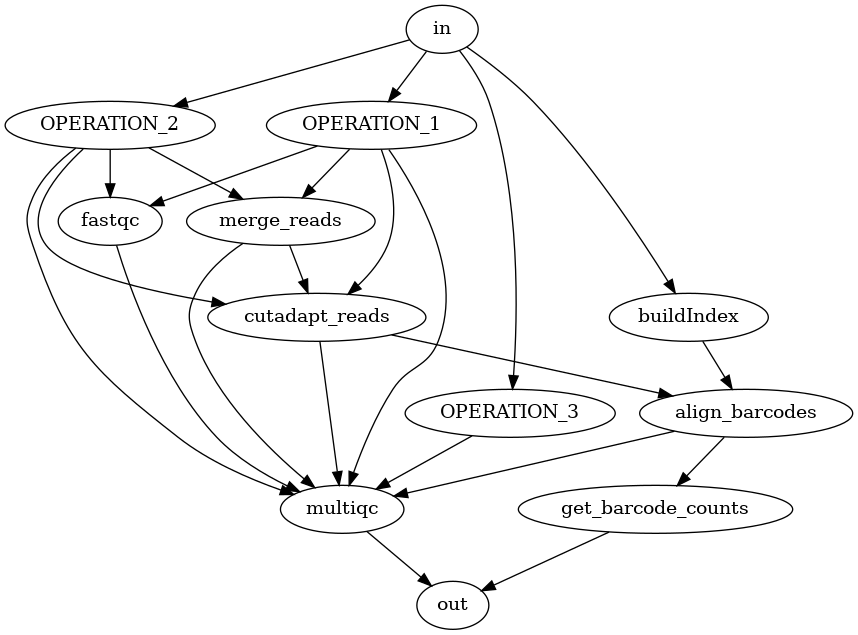 in
OPERATION_2
OPERATION_1
fastqc
merge_reads
cutadapt_reads
buildIndex
OPERATION_3
align_barcodes
multiqc
get_barcode_counts
out